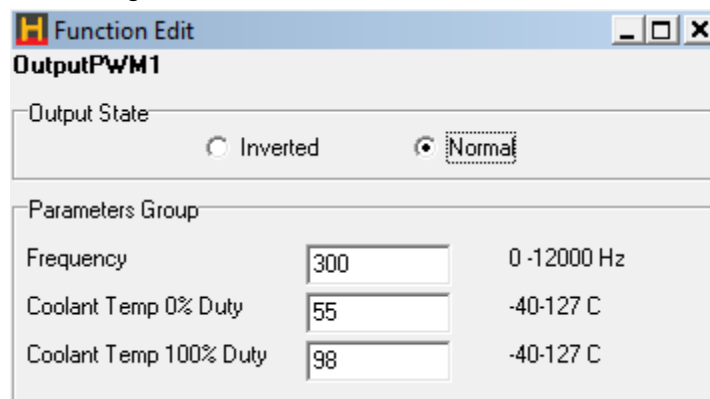 H Function Edit
OutputPWM1
Output State
Inverted Normal
Parameters Group
Frequency 300 0 -12000 Hz
Coolant Temp 0% Duty 55 -40-127 C
Coolant Temp 100% Duty 98 -40-127 C